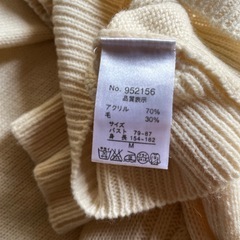 No. 952156
品質表示
アクリル 70%
毛 30%
サイズ
バスト 79-87
身長 154-162
M